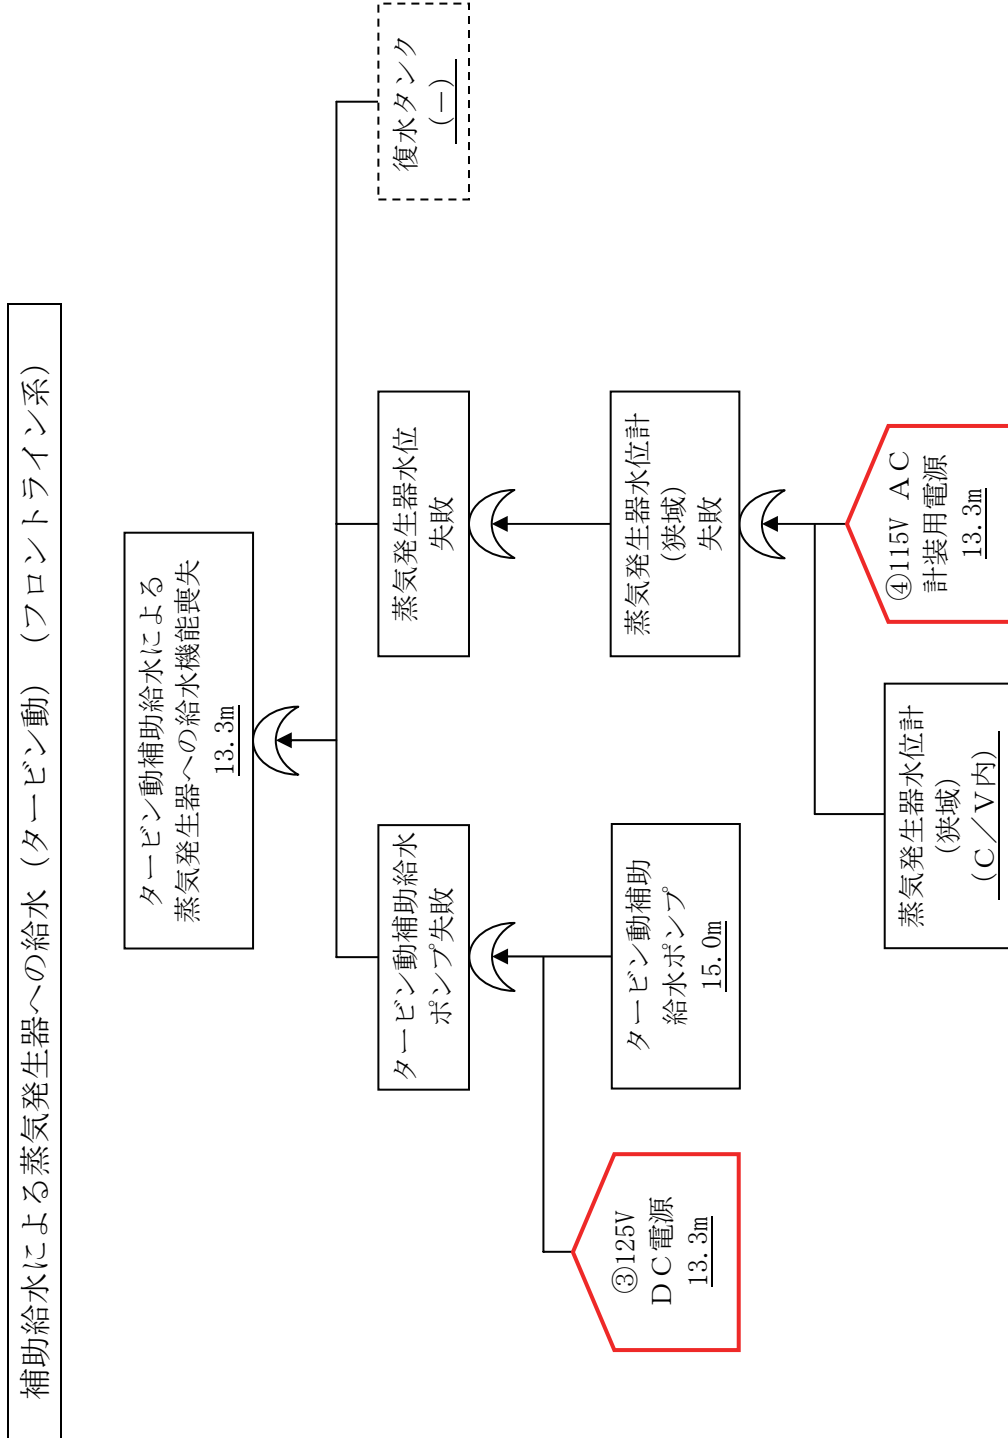 補助給水による蒸気発生器への給水（タービン動）（フロントライン系）
タービン動補助給水による
蒸気発生器への給水機能喪失
13.3m
タービン動補助給水
ポンプ失敗
蒸気発生器水位
失敗
復水タンク
(－)
③125V
ＤＣ電源
13.3m
タービン動補助
給水ポンプ
15.0m
蒸気発生器水位計
(狭域)
失敗
蒸気発生器水位計
(狭域)
(Ｃ／Ｖ内)
④115V ＡＣ
計装用電源
13.3m